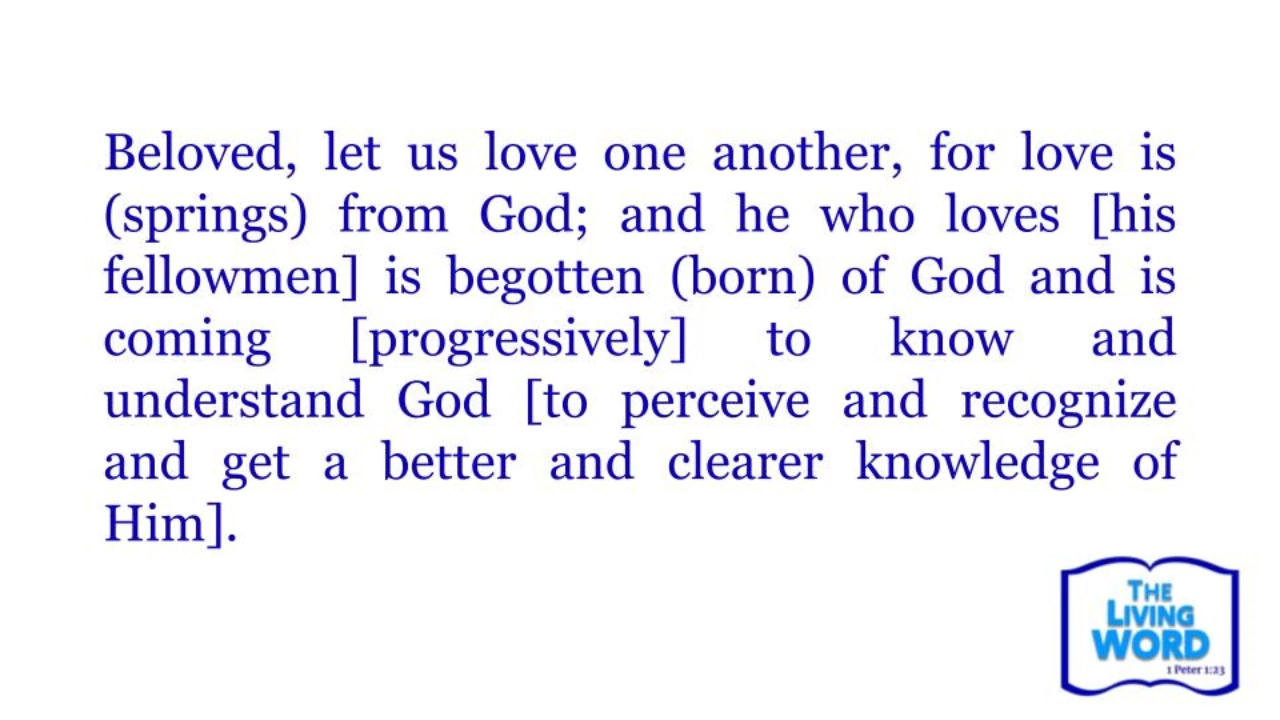 Beloved, let us love one another, for love is
(springs) from God; and he who loves [his
fellowmen] is begotten (born) of God and is
coming [progressively] to know and
understand God [to perceive and recognize
and get a better and clearer knowledge of
Him].
THE
LIVING
WORD
1 Peter 1:23